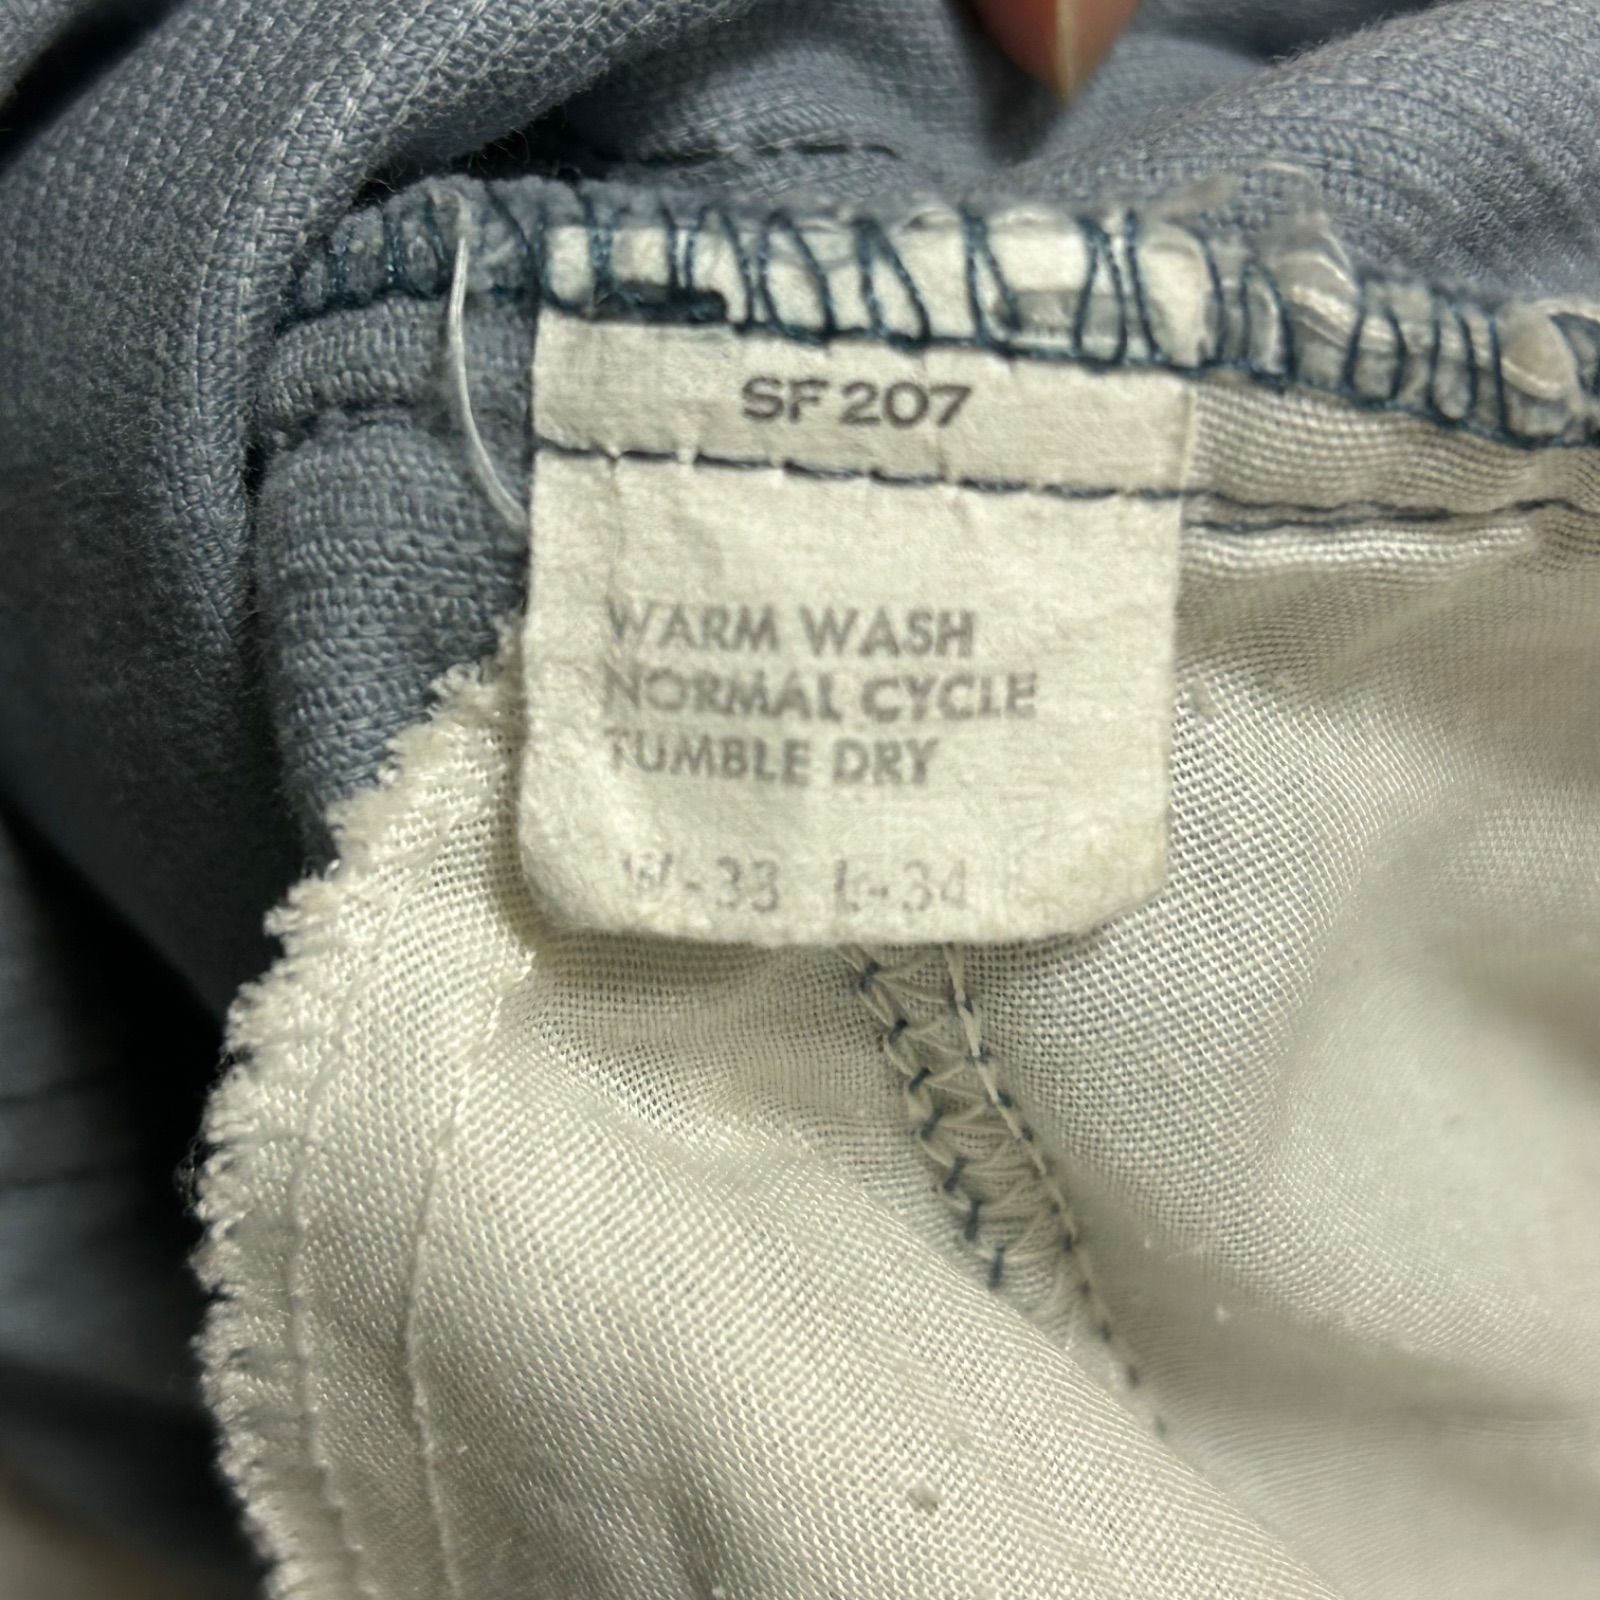 SF 207
WARM WASH
NORMAL CYCLE
TUMBLE DRY
W-33 L-34